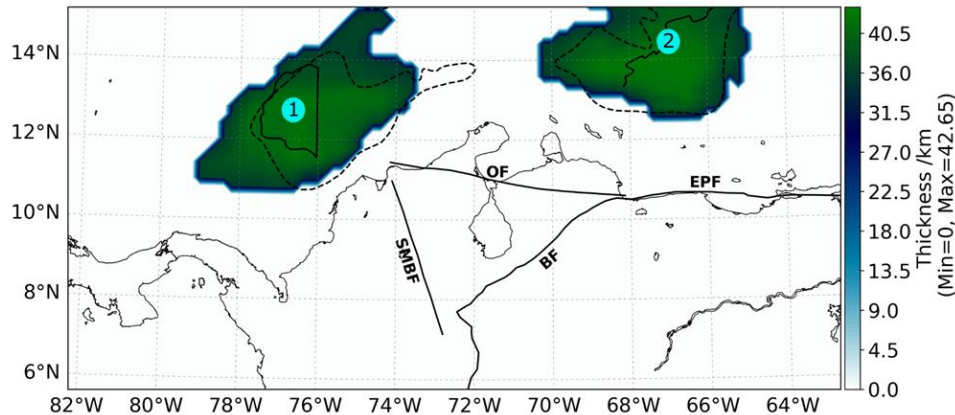 14°N
12°N
10°N
8°N
6°N
82°W 80°W 78°W 76°W 74°W 72°W 70°W 68°W 66°W 64°W
1
2
OF
EPF
SMBF
BF
40.5
36.0
31.5
27.0
22.5
18.0
13.5
9.0
4.5
0.0
Thickness /km
(Min=0, Max=42.65)